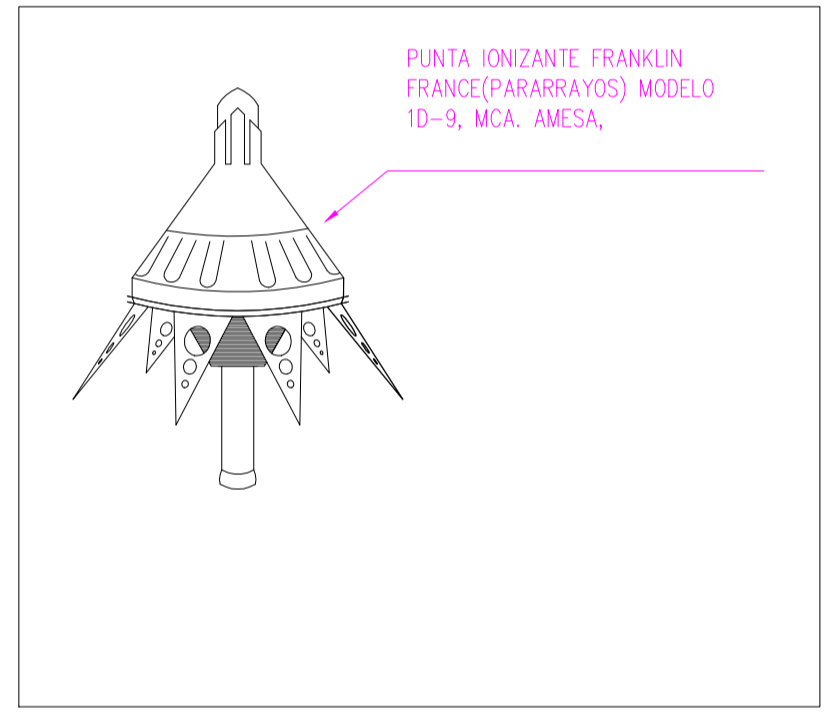 PUNTA IONIZANTE FRANKLIN
FRANCE(PARARRAYOS) MODELO
1D-9, MCA. AMESA,